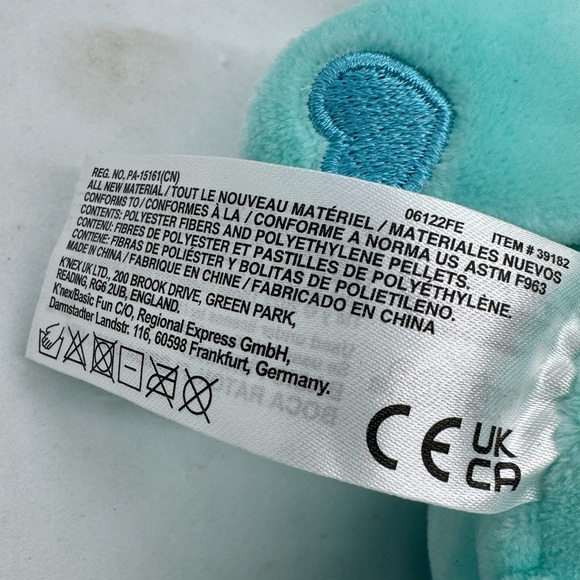 REG. NO. PA-15161(CN) 06122FE ITEM # 39182
ALL NEW MATERIAL / TOUT LE NOUVEAU MATÉRIEL / MATERIALES NUEVOS
CONFORMS TO / CONFORMES À LA / CONFORME A NORMA US ASTM F963
CONTENTS: POLYESTER FIBERS AND POLYETHYLENE PELLETS.
CONTENU: FIBRES DE POLYESTER ET PASTILLES DE POLYÉTHYLÈNE.
CONTIENE: FIBRAS DE POLIÉSTER Y BOLITAS DE POLIETILENO.
MADE IN CHINA / FABRIQUE EN CHINE / FABRICADO EN CHINA
K'NEX UK LTD, 200 BROOK DRIVE, GREEN PARK,
READING, RG6 2UB, ENGLAND.
K'nex/Basic Fun C/O, Regional Express GmbH,
Darmstadter Landstr. 116, 60598 Frankfurt, Germany.
CE
UK
CA